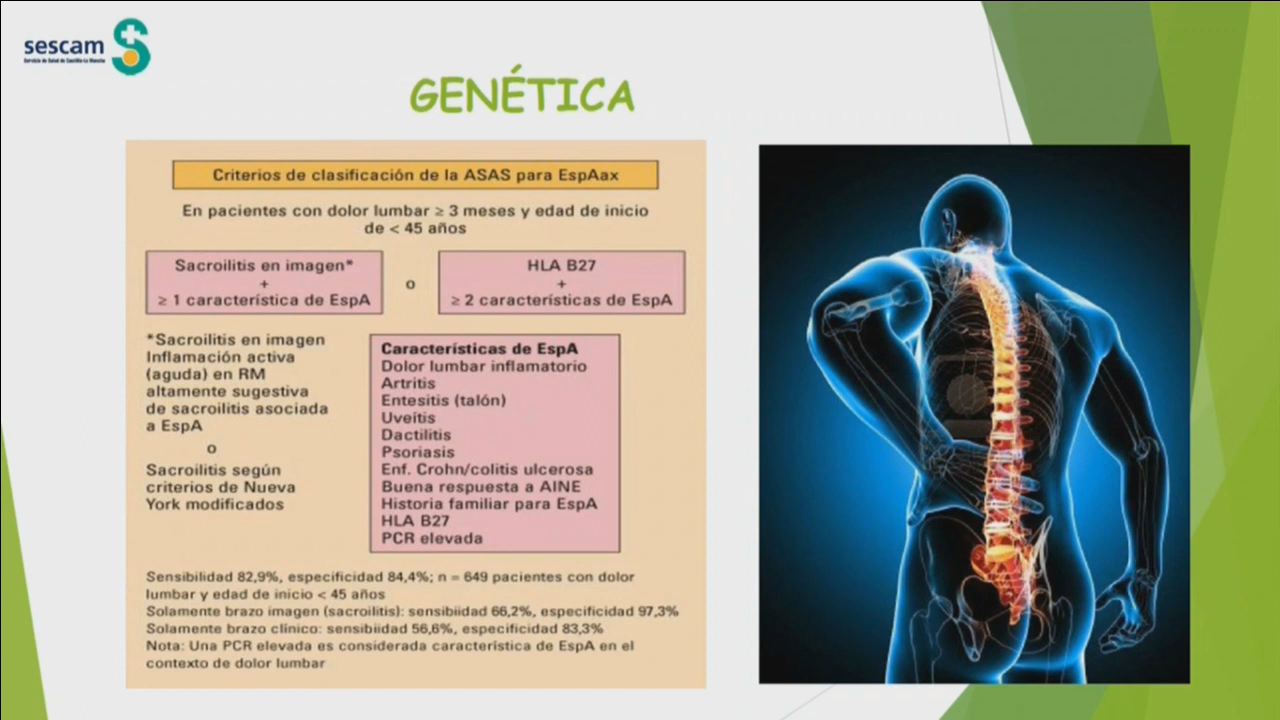 sescam
Servicio de Salud de Castilla-La Mancha
GENÉTICA
Criterios de clasificación de la ASAS para EspAax
En pacientes con dolor lumbar ≥ 3 meses y edad de inicio
de < 45 años
Sacroilitis en imagen*
+
≥ 1 característica de EspA
o
HLA B27
+
≥ 2 características de EspA
*Sacroilitis en imagen
Inflamación activa
(aguda) en RM
altamente sugestiva
de sacroilitis asociada
a EspA
o
Sacroilitis según
criterios de Nueva
York modificados
Características de EspA
Dolor lumbar inflamatorio
Artritis
Entesitis (talón)
Uveítis
Dactilitis
Psoriasis
Enf. Crohn/colitis ulcerosa
Buena respuesta a AINE
Historia familiar para EspA
HLA B27
PCR elevada
Sensibilidad 82,9%, especificidad 84,4%; n = 649 pacientes con dolor
lumbar y edad de inicio < 45 años
Solamente brazo imagen (sacroilitis): sensibiidad 66,2%, especificidad 97,3%
Solamente brazo clínico: sensibiidad 56,6%, especificidad 83,3%
Nota: Una PCR elevada es considerada característica de EspA en el
contexto de dolor lumbar